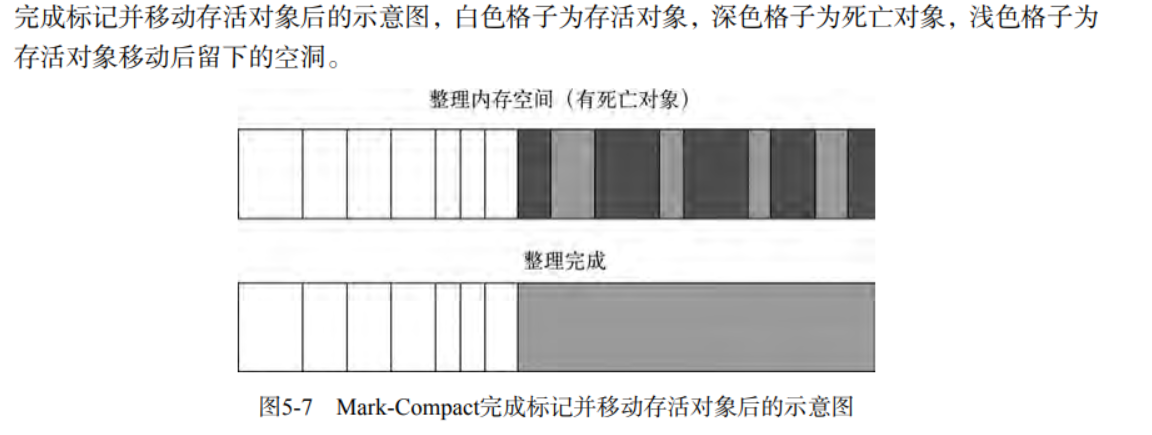 完成标记并移动存活对象后的示意图，白色格子为存活对象，深色格子为死亡对象，浅色格子为
存活对象移动后留下的空洞。
整理内存空间（有死亡对象）
整理完成
图5-7 Mark-Compact完成标记并移动存活对象后的示意图